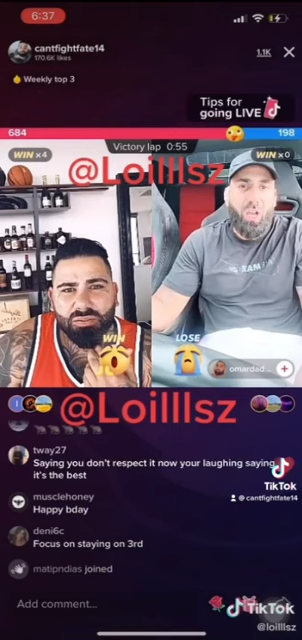 6:37
cantfightfate14
170.6K likes
1.1K
Weekly top 3
Tips for
going LIVE
684
198
WIN x4
Victory lap 0:55
WIN x0
@Loilllsz
XAM
WIN
LOSE
omardad...
@Loilllsz
tway27
Saying you don't respect it now your laughing saying
it's the best
TikTok
@cantfightfate14
musclehoney
Happy bday
deni6c
Focus on staying on 3rd
matipndias joined
Add comment...
TikTok
@loilllsz